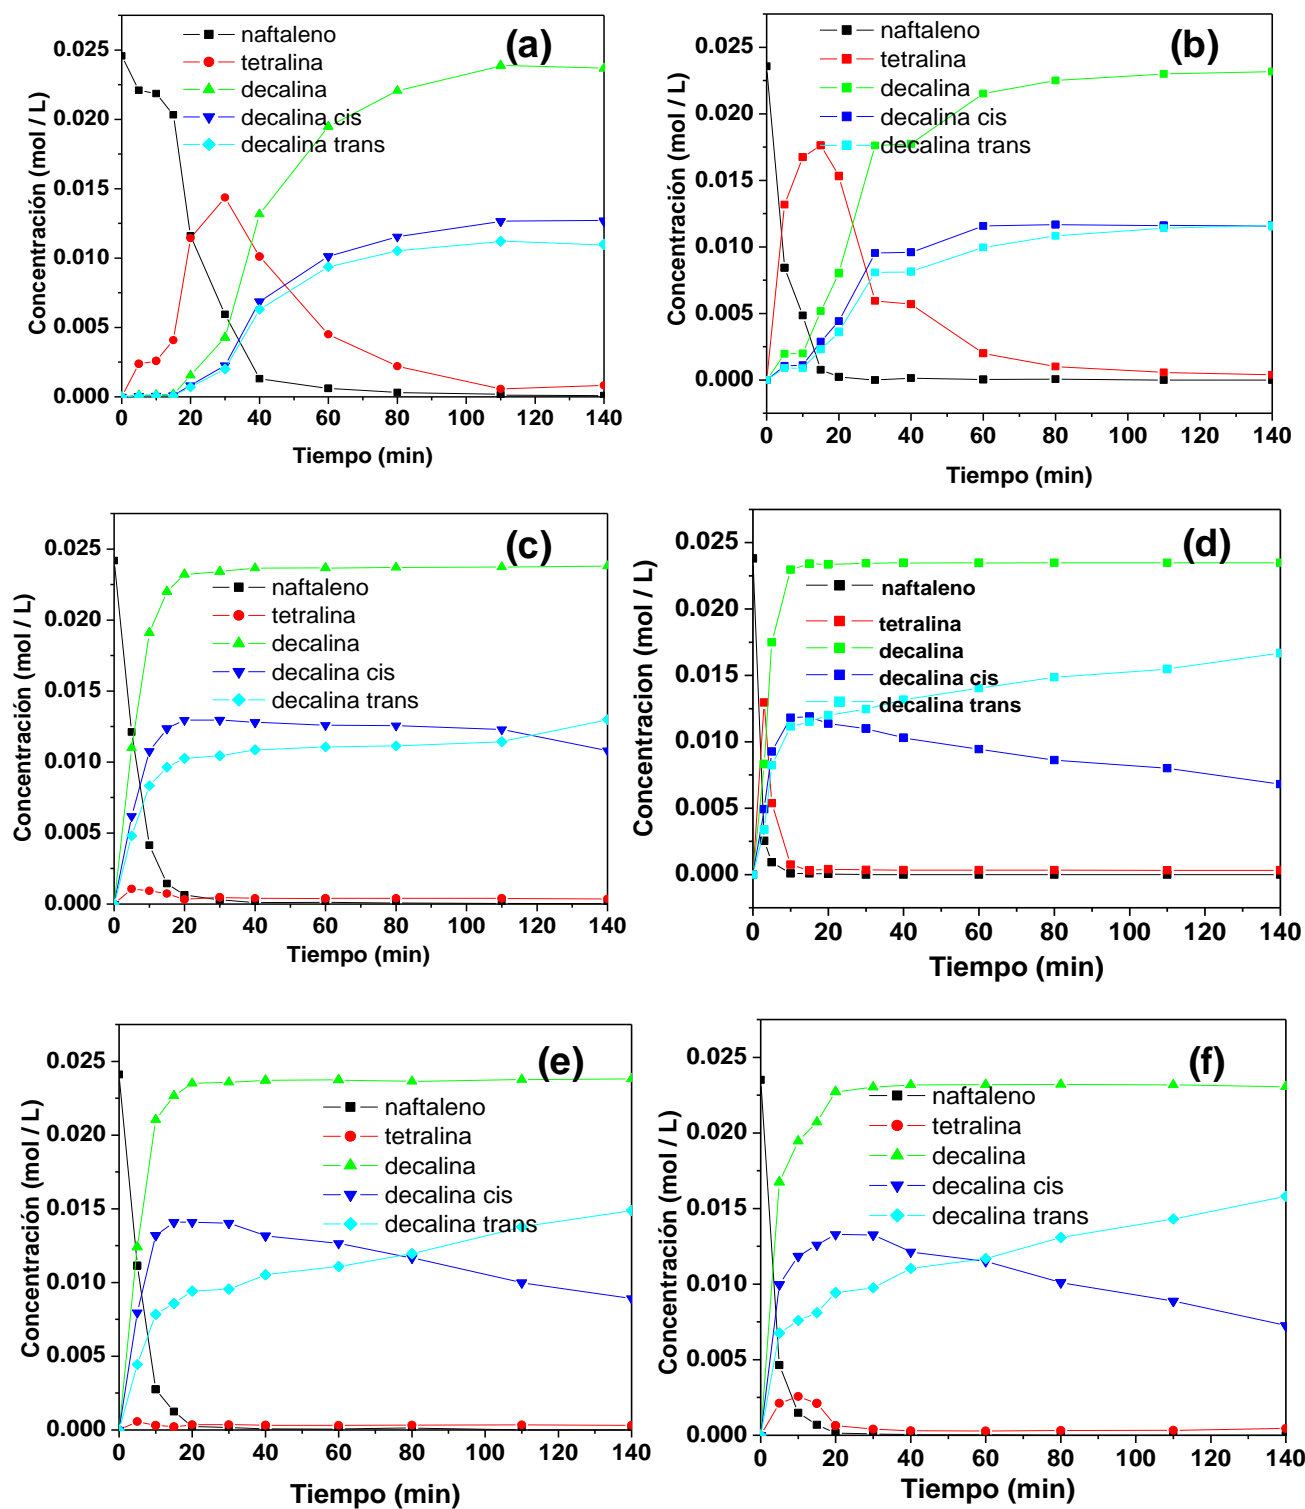 (a)
naftaleno
tetralina
decalina
decalina cis
decalina trans
0.025
0.020
0.015
0.010
0.005
0.000
Concentración (mol / L)
0 20 40 60 80 100 120 140
Tiempo (min)
(b)
naftaleno
tetralina
decalina
decalina cis
decalina trans
0.025
0.020
0.015
0.010
0.005
0.000
Concentración (mol / L)
0 20 40 60 80 100 120 140
Tiempo (min)
(c)
naftaleno
tetralina
decalina
decalina cis
decalina trans
0.025
0.020
0.015
0.010
0.005
0.000
Concentración (mol / L)
0 20 40 60 80 100 120 140
Tiempo (min)
(d)
naftaleno
tetralina
decalina
decalina cis
decalina trans
0.025
0.020
0.015
0.010
0.005
0.000
Concentracion (mol / L)
0 20 40 60 80 100 120 140
Tiempo (min)
(e)
naftaleno
tetralina
decalina
decalina cis
decalina trans
0.025
0.020
0.015
0.010
0.005
0.000
Concentración (mol / L)
0 20 40 60 80 100 120 140
Tiempo (min)
(f)
naftaleno
tetralina
decalina
decalina cis
decalina trans
0.025
0.020
0.015
0.010
0.005
0.000
Concentración (mol / L)
0 20 40 60 80 100 120 140
Tiempo (min)